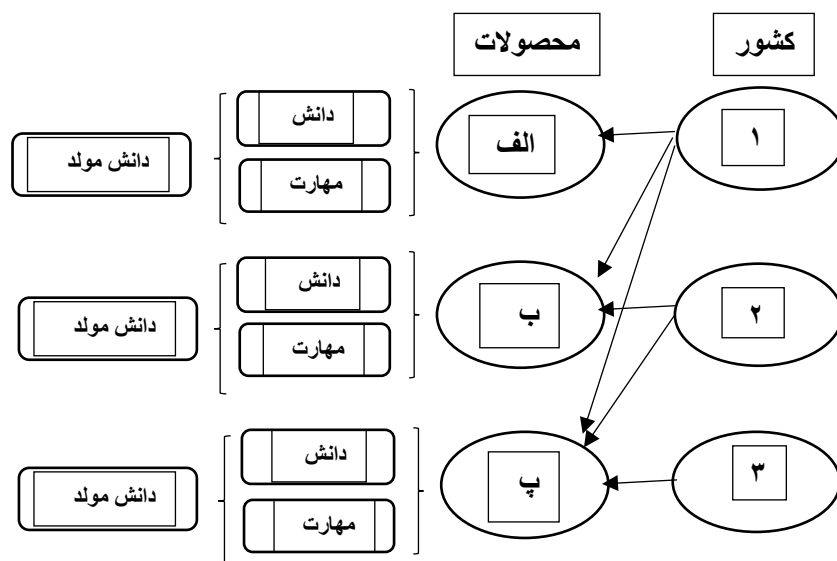 کشور
محصولات
۱
الف
دانش
مهارت
دانش مولد
۲
ب
دانش
مهارت
دانش مولد
۳
پ
دانش
مهارت
دانش مولد